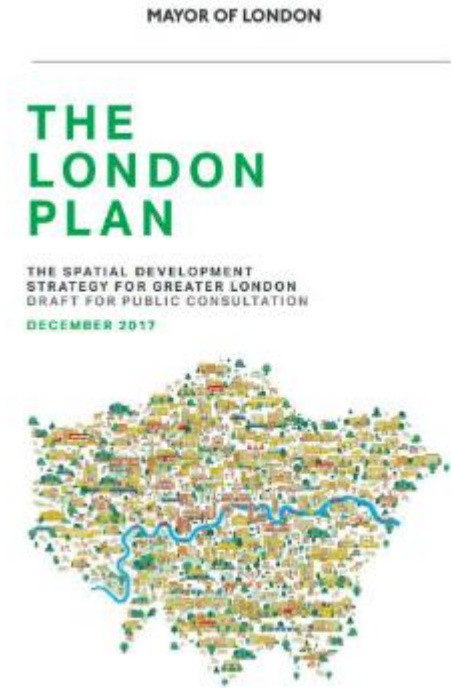 MAYOR OF LONDON
THE
LONDON
PLAN
THE SPATIAL DEVELOPMENT
STRATEGY FOR GREATER LONDON
DRAFT FOR PUBLIC CONSULTATION
DECEMBER 2017